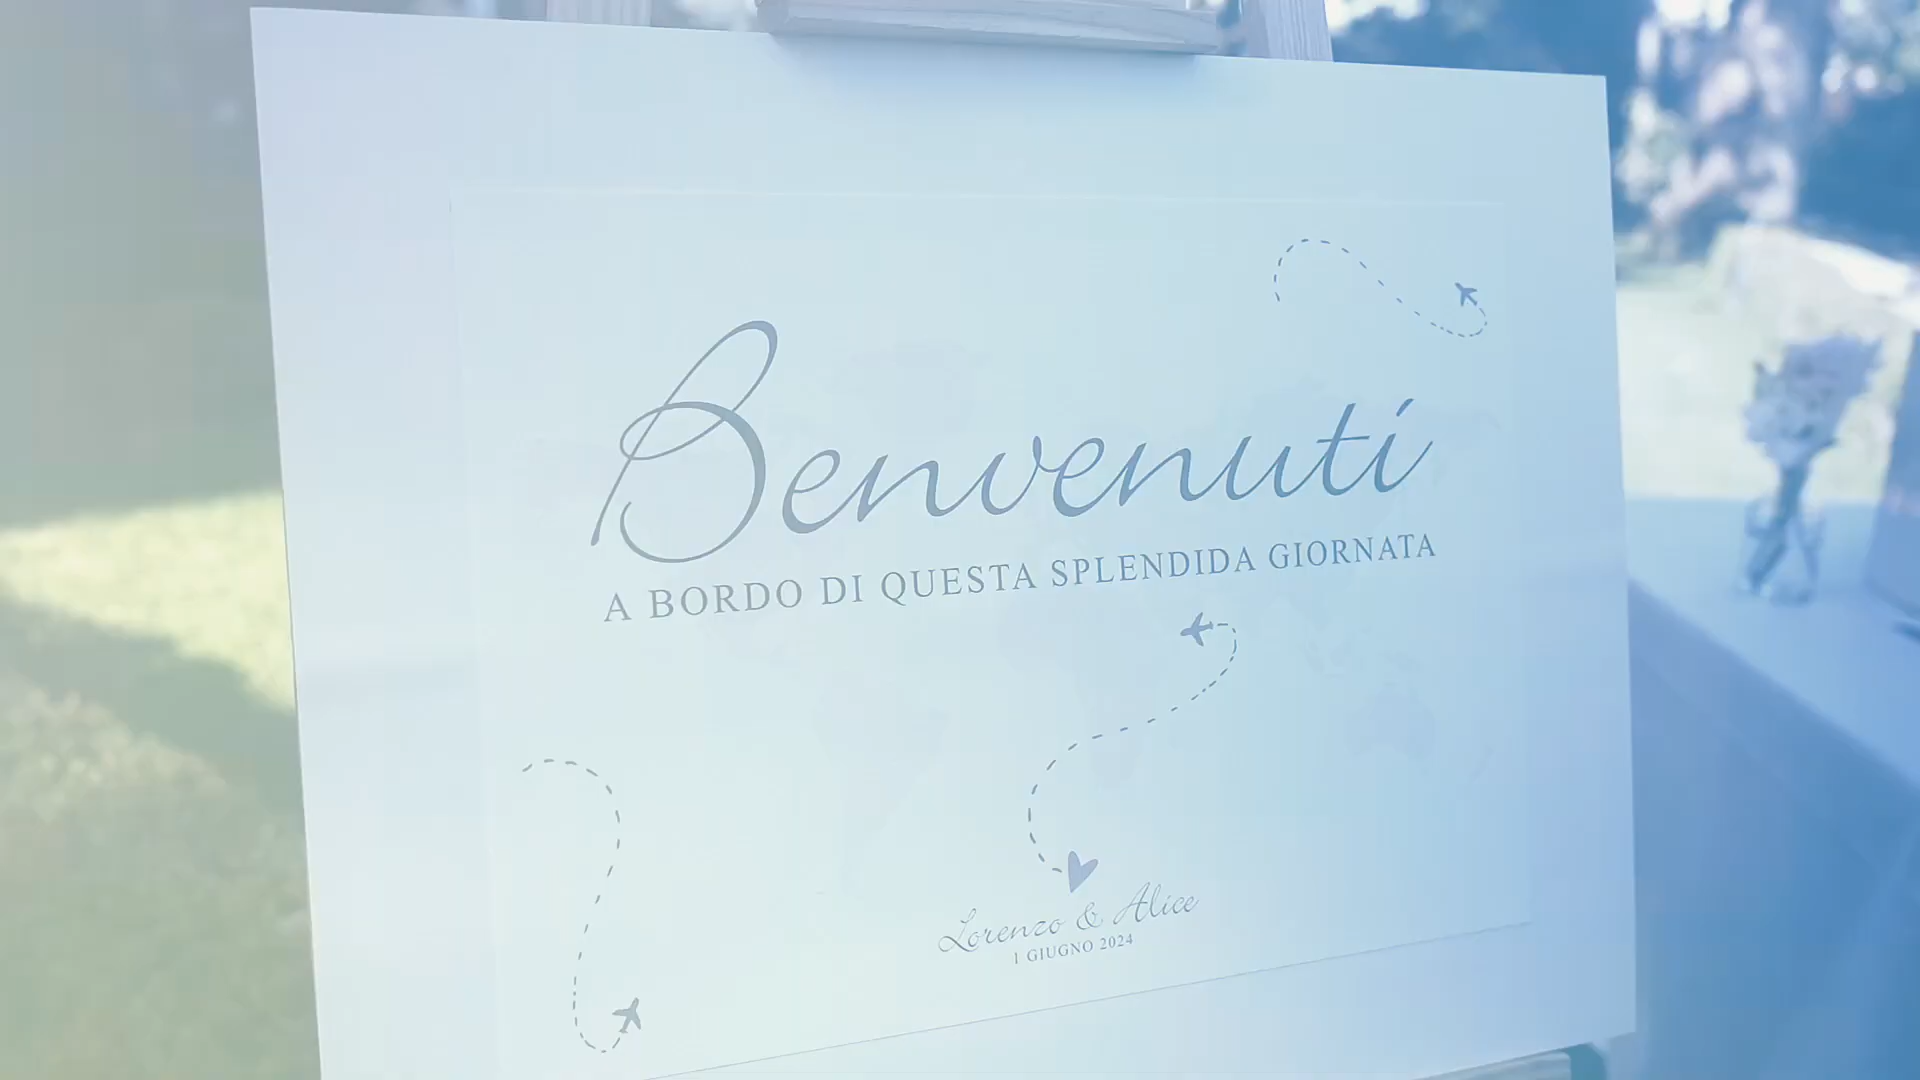 Benvenuti
A BORDO DI QUESTA SPLENDIDA GIORNATA
Lorenzo & Alice
1 GIUGNO 2024